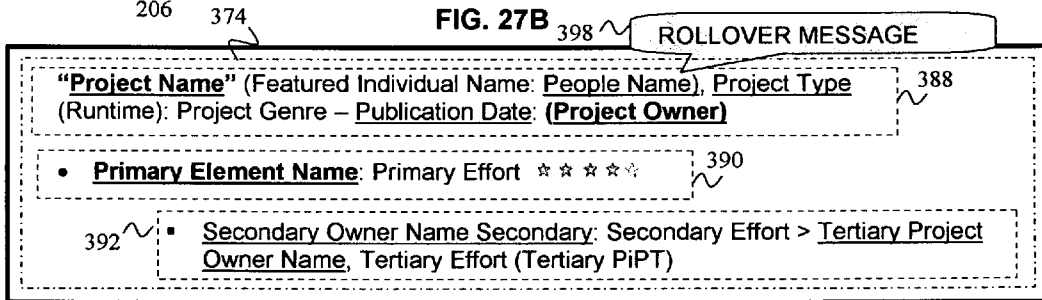 206 374 FIG. 27B 398 ROLLOVER MESSAGE
“Project Name” (Featured Individual Name: People Name), Project Type 388
(Runtime): Project Genre – Publication Date: (Project Owner)
• Primary Element Name: Primary Effort ☆☆☆☆☆ 390
392 ▪ Secondary Owner Name Secondary: Secondary Effort > Tertiary Project
Owner Name, Tertiary Effort (Tertiary PiPT)